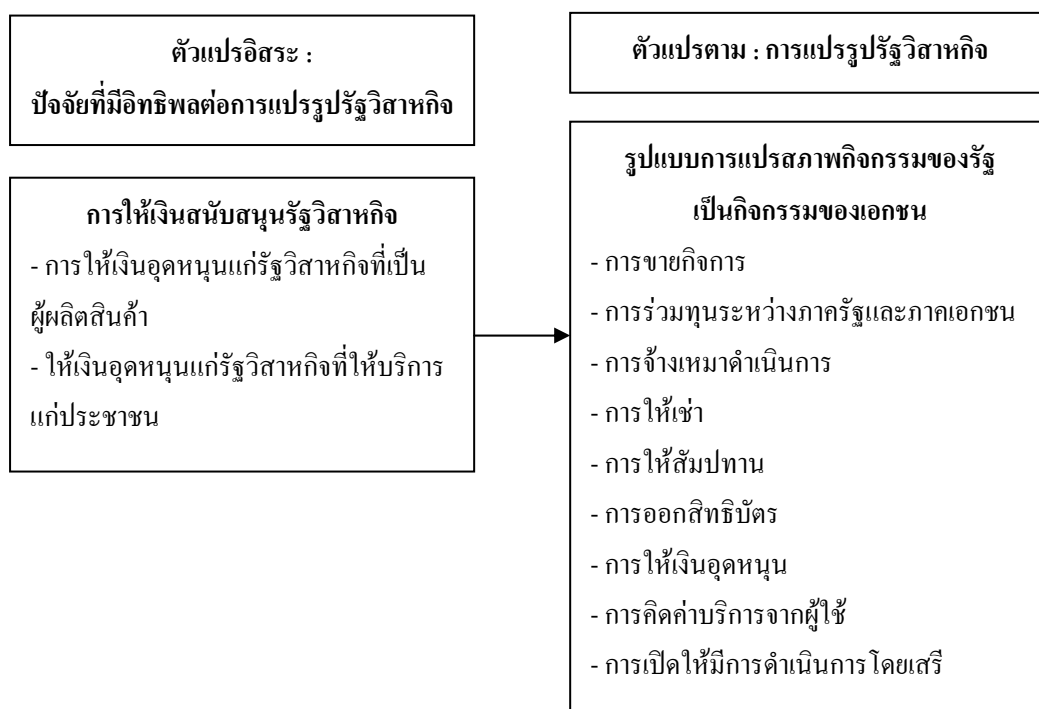 ตัวแปรอิสระ :
ปัจจัยที่มีอิทธิพลต่อการแปรรูปรัฐวิสาหกิจ
การให้เงินสนับสนุนรัฐวิสาหกิจ
- การให้เงินอุดหนุนแก่รัฐวิสาหกิจที่เป็น
ผู้ผลิตสินค้า
- ให้เงินอุดหนุนแก่รัฐวิสาหกิจที่ให้บริการ
แก่ประชาชน
ตัวแปรตาม : การแปรรูปรัฐวิสาหกิจ
รูปแบบการแปรสภาพกิจกรรมของรัฐ
เป็นกิจกรรมของเอกชน
- การขายกิจการ
- การร่วมทุนระหว่างภาครัฐและภาคเอกชน
- การจ้างเหมาดำเนินการ
- การให้เช่า
- การให้สัมปทาน
- การออกสิทธิบัตร
- การให้เงินอุดหนุน
- การคิดค่าบริการจากผู้ใช้
- การเปิดให้มีการดำเนินการโดยเสรี